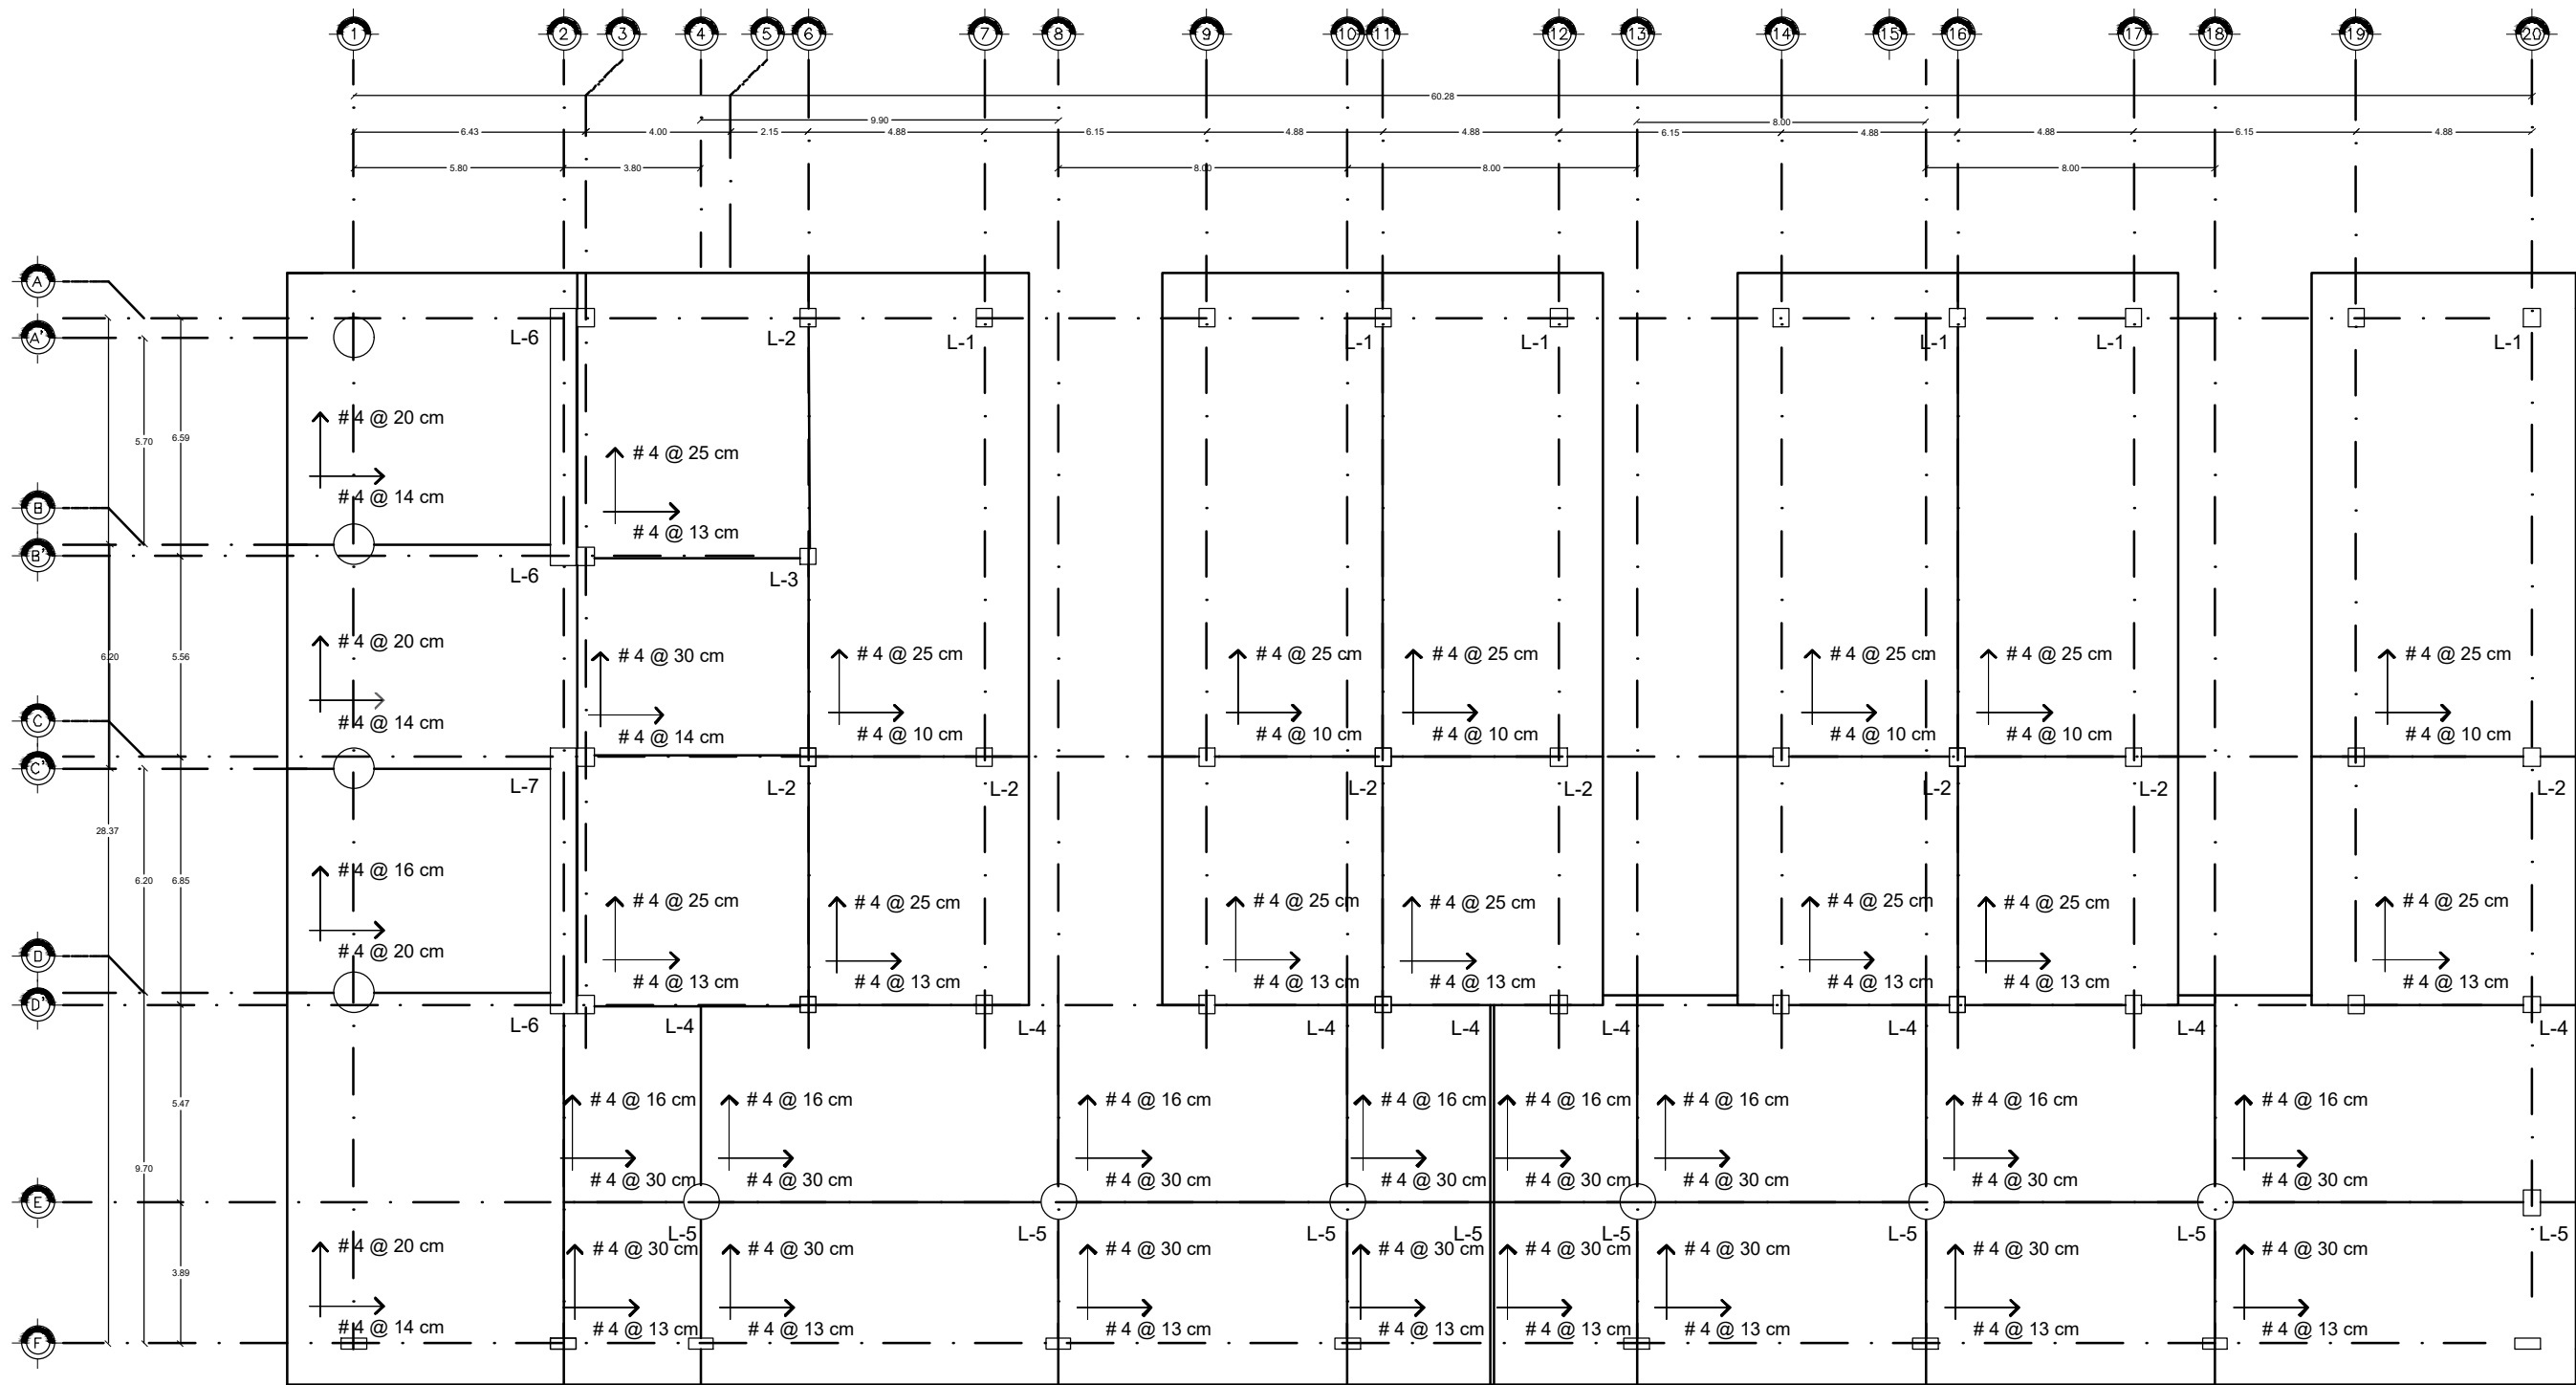 1 2 3 4 5 6 7 8 9 10 11 12 13 14 15 16 17 18 19 20
60.28
9.90 8.00
6.43 4.00 2.15 4.88 6.15 4.88 4.88 6.15 4.88 4.88 6.15 4.88
5.80 3.80 8.00 8.00 8.00
A
A'
L-6 L-2 L-1 L-1 L-1 L-1 L-1 L-1
# 4 @ 20 cm
5.70 6.59
# 4 @ 25 cm
# 4 @ 14 cm
B
# 4 @ 13 cm
B'
L-6 L-3
# 4 @ 20 cm
6.20 5.56
# 4 @ 30 cm # 4 @ 25 cm # 4 @ 25 cm # 4 @ 25 cm # 4 @ 25 cm # 4 @ 25 cm # 4 @ 25 cm
C
# 4 @ 14 cm
# 4 @ 14 cm # 4 @ 10 cm # 4 @ 10 cm # 4 @ 10 cm # 4 @ 10 cm # 4 @ 10 cm # 4 @ 10 cm
C'
L-7 L-2 L-2 L-2 L-2 L-2 L-2 L-2
28.37
# 4 @ 16 cm
6.20 6.85
# 4 @ 25 cm # 4 @ 25 cm # 4 @ 25 cm # 4 @ 25 cm # 4 @ 25 cm # 4 @ 25 cm # 4 @ 25 cm
D
# 4 @ 20 cm
# 4 @ 13 cm # 4 @ 13 cm # 4 @ 13 cm # 4 @ 13 cm # 4 @ 13 cm # 4 @ 13 cm # 4 @ 13 cm
D'
L-6 L-4 L-4 L-4 L-4 L-4 L-4 L-4 L-4
5.47
# 4 @ 16 cm # 4 @ 16 cm # 4 @ 16 cm # 4 @ 16 cm # 4 @ 16 cm # 4 @ 16 cm # 4 @ 16 cm # 4 @ 16 cm
9.70
# 4 @ 30 cm # 4 @ 30 cm # 4 @ 30 cm # 4 @ 30 cm # 4 @ 30 cm # 4 @ 30 cm # 4 @ 30 cm # 4 @ 30 cm
E
L-5 L-5 L-5 L-5 L-5 L-5 L-5 L-5
# 4 @ 20 cm # 4 @ 30 cm # 4 @ 30 cm # 4 @ 30 cm # 4 @ 30 cm # 4 @ 30 cm # 4 @ 30 cm # 4 @ 30 cm # 4 @ 30 cm
3.89
# 4 @ 14 cm # 4 @ 13 cm # 4 @ 13 cm # 4 @ 13 cm # 4 @ 13 cm # 4 @ 13 cm # 4 @ 13 cm # 4 @ 13 cm # 4 @ 13 cm
F